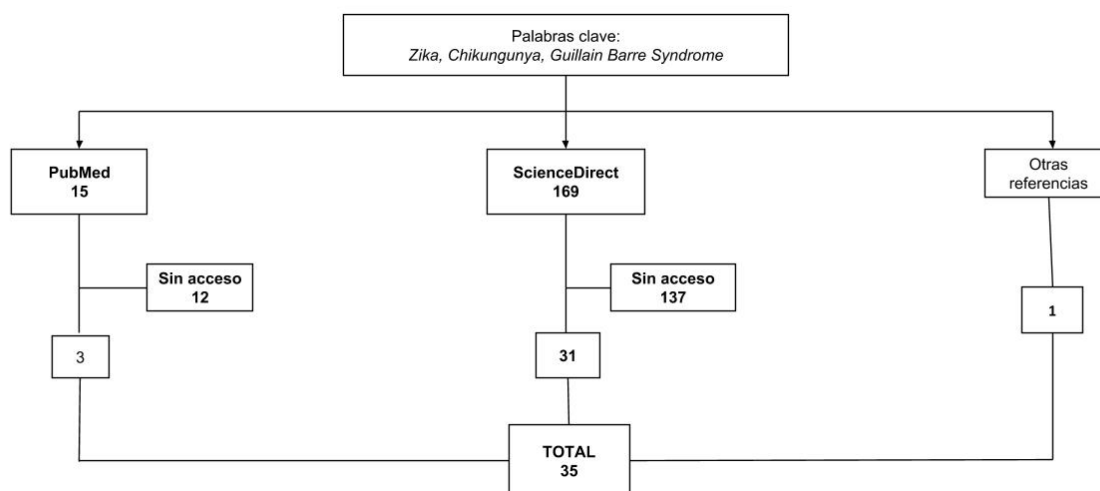 Palabras clave:
Zika, Chikungunya, Guillain Barre Syndrome
PubMed
15
ScienceDirect
169
Otras
referencias
Sin acceso
12
Sin acceso
137
1
3
31
TOTAL
35